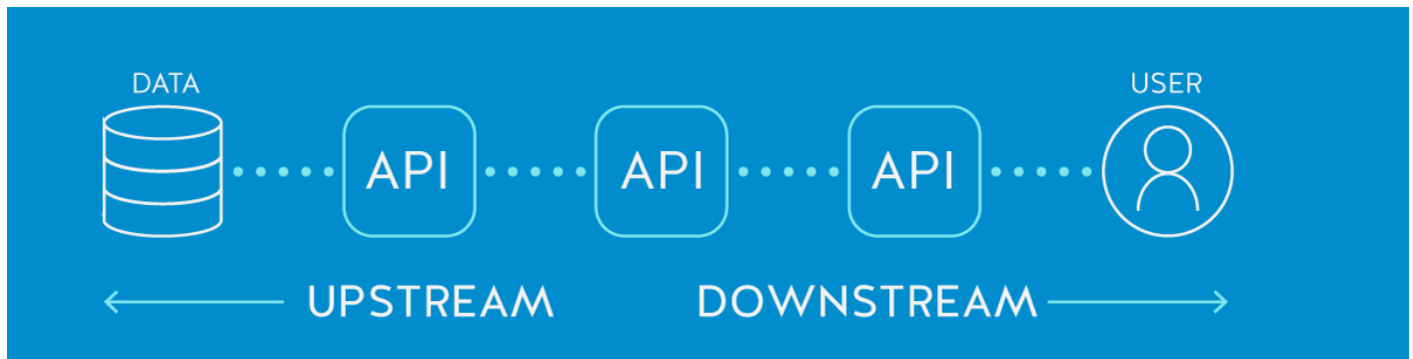 DATA
USER
API
API
API
UPSTREAM
DOWNSTREAM